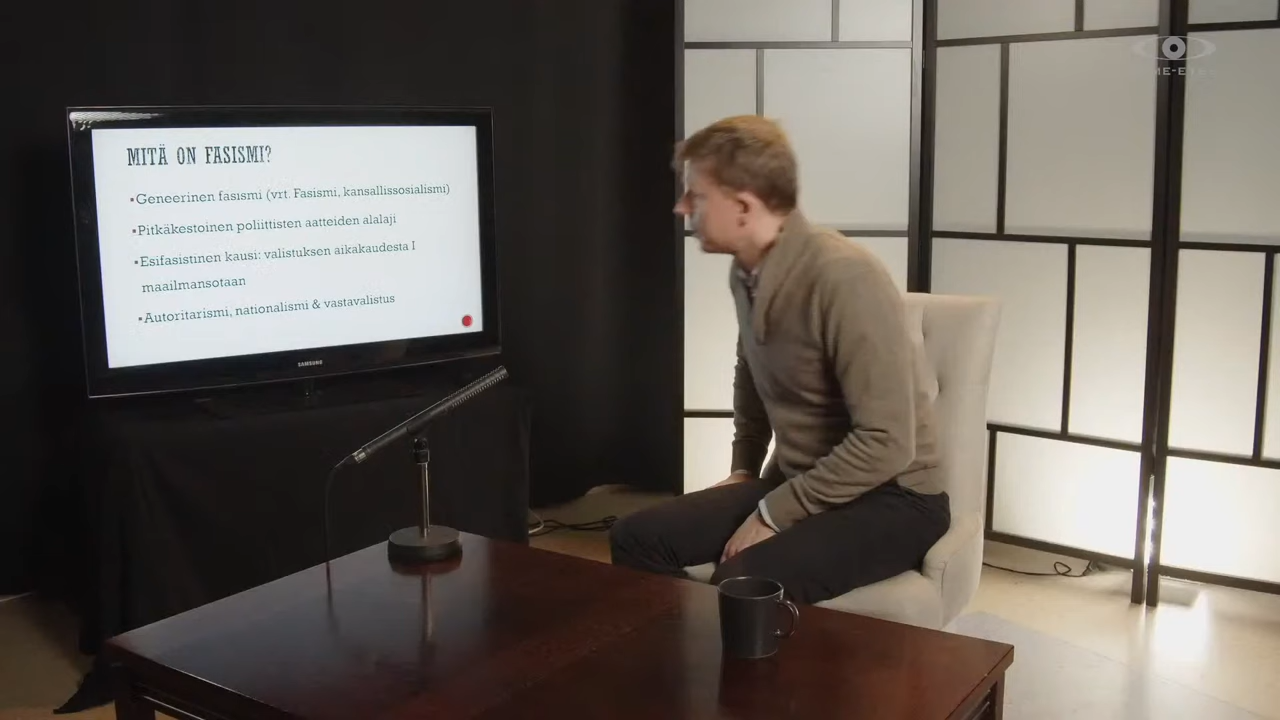 MITÄ ON FASISMI?
•Geneerinen fasismi (vrt. Fasismi, kansallissosialismi)
•Pitkäkestoinen poliittisten aatteiden alalaji
•Esifasistinen kausi: valistuksen aikakaudesta I
maailmansotaan
•Autoritarismi, nationalismi & vastavalistus
SAMSUNG